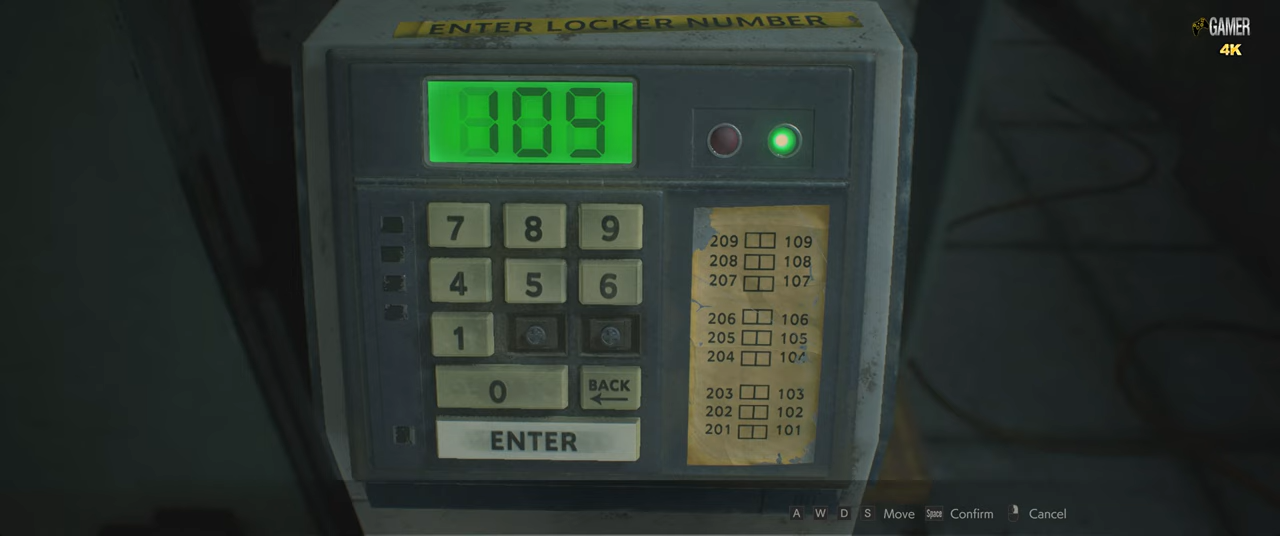 ENTER LOCKER NUMBER
GAMER
4K
109
7 8 9
4 5 6
1
0 BACK
ENTER
209 109
208 108
207 107
206 106
205 105
204 104
203 103
202 102
201 101
A W D S Move Space Confirm Cancel